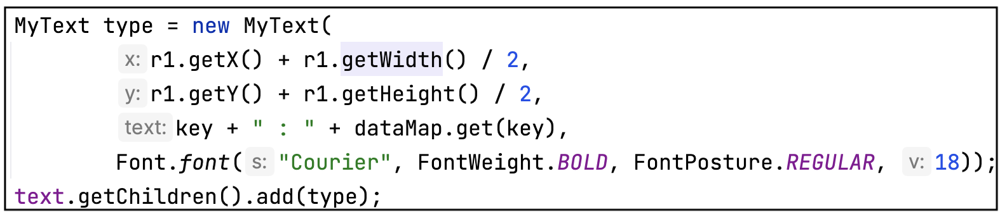 MyText type = new MyText(
x: r1.getX() + r1.getWidth() / 2,
y: r1.getY() + r1.getHeight() / 2,
text: key + " : " + dataMap.get(key),
Font.font( s: "Courier", FontWeight.BOLD, FontPosture.REGULAR, v: 18));
text.getChildren().add(type);